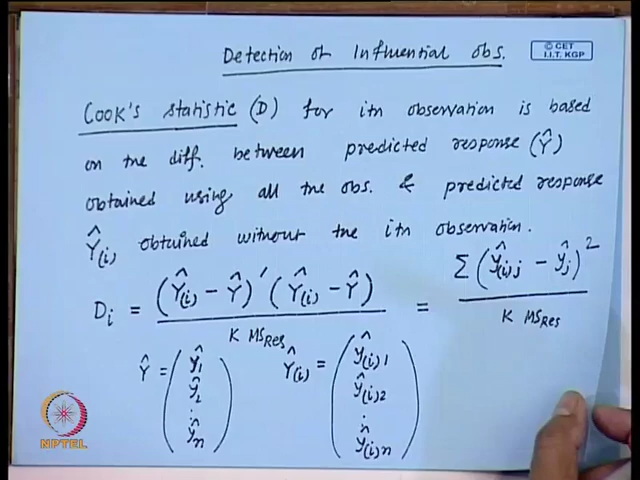 Detection of Influential obs.
© CET
I.I.T. KGP
Cook's statistic (D) for ith observation is based
on the diff. between predicted response (Ŷ)
obtained using all the obs. & predicted response
Ŷ(i) obtained without the ith observation.
Dᵢ = (Ŷ(i) - Ŷ)′ (Ŷ(i) - Ŷ) / K MS_Res = Σ (ŷ(i)j - ŷj)² / K MS_Res
Ŷ = (ŷ₁ ŷ₂ : ŷn) Ŷ(i) = (ŷ(i)1 ŷ(i)2 : ŷ(i)n)
NPTEL